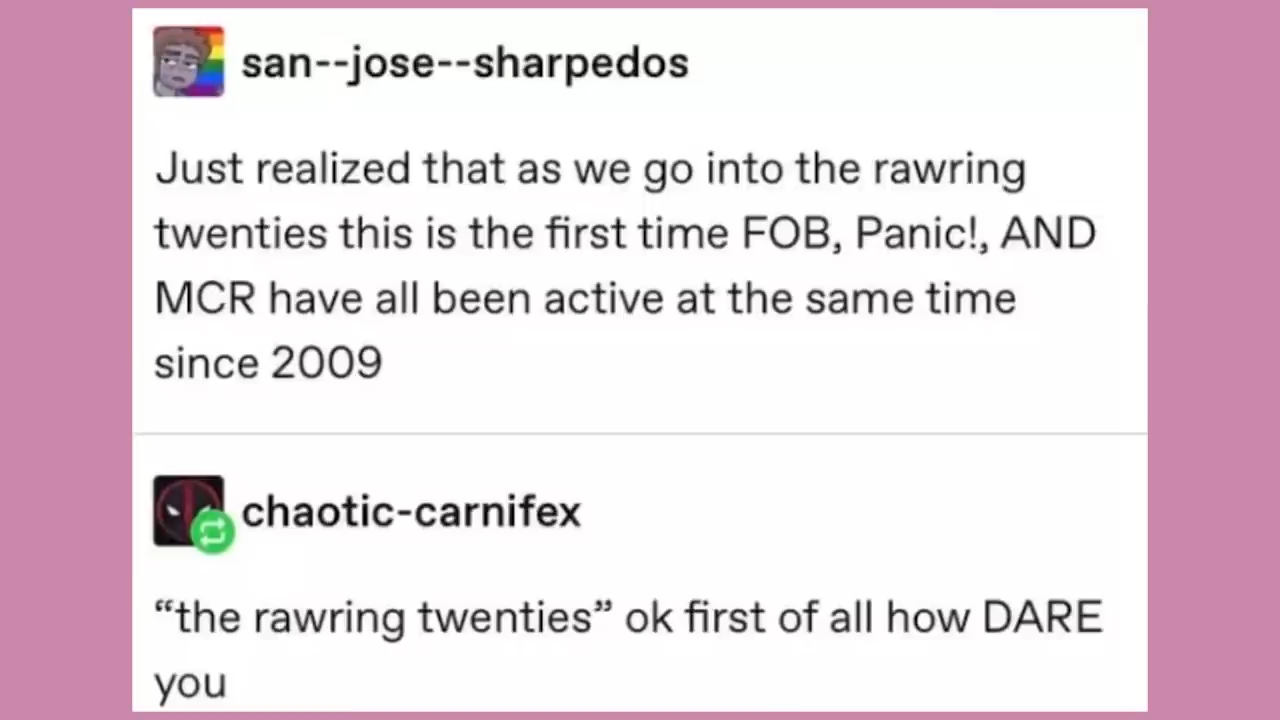 san--jose--sharpedos
Just realized that as we go into the rawring
twenties this is the first time FOB, Panic!, AND
MCR have all been active at the same time
since 2009
chaotic-carnifex
“the rawring twenties” ok first of all how DARE
you